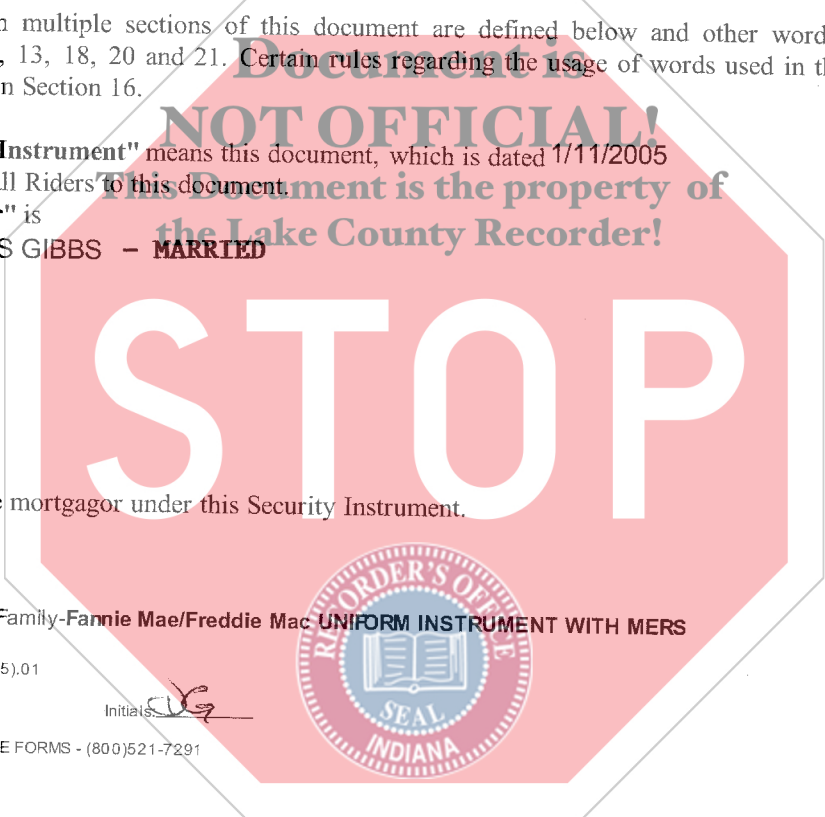 multiple sections of this document are defined below and other word
, 13, 18, 20 and 21. Certain rules regarding the usage of words used in
n Section 16.
Document is
NOT OFFICIAL!
This Document is the property of
the Lake County Recorder!
Instrument" means this document, which is dated 1/11/2005
ll Riders to this document.
" is
S GIBBS – MARRIED
STOP
mortgagor under this Security Instrument.
Family-Fannie Mae/Freddie Mac UNIFORM INSTRUMENT WITH MERS
5).01
Initials:
E FORMS - (800)521-7291
RECORDER'S OFFICE
SEAL
INDIANA